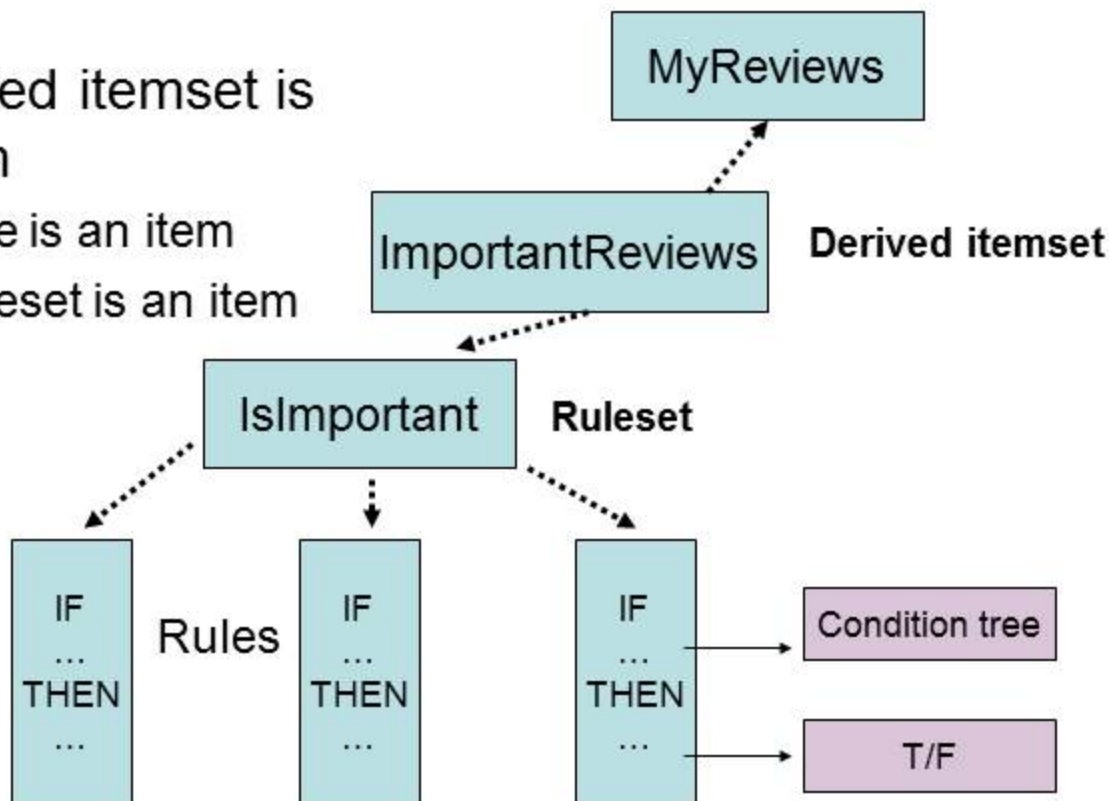 MyReviews
ed itemset is
n
e is an item
eset is an item
ImportantReviews
Derived itemset
IsImportant
Ruleset
IF
...
THEN
...
Rules
IF
...
THEN
...
IF
...
THEN
...
Condition tree
T/F